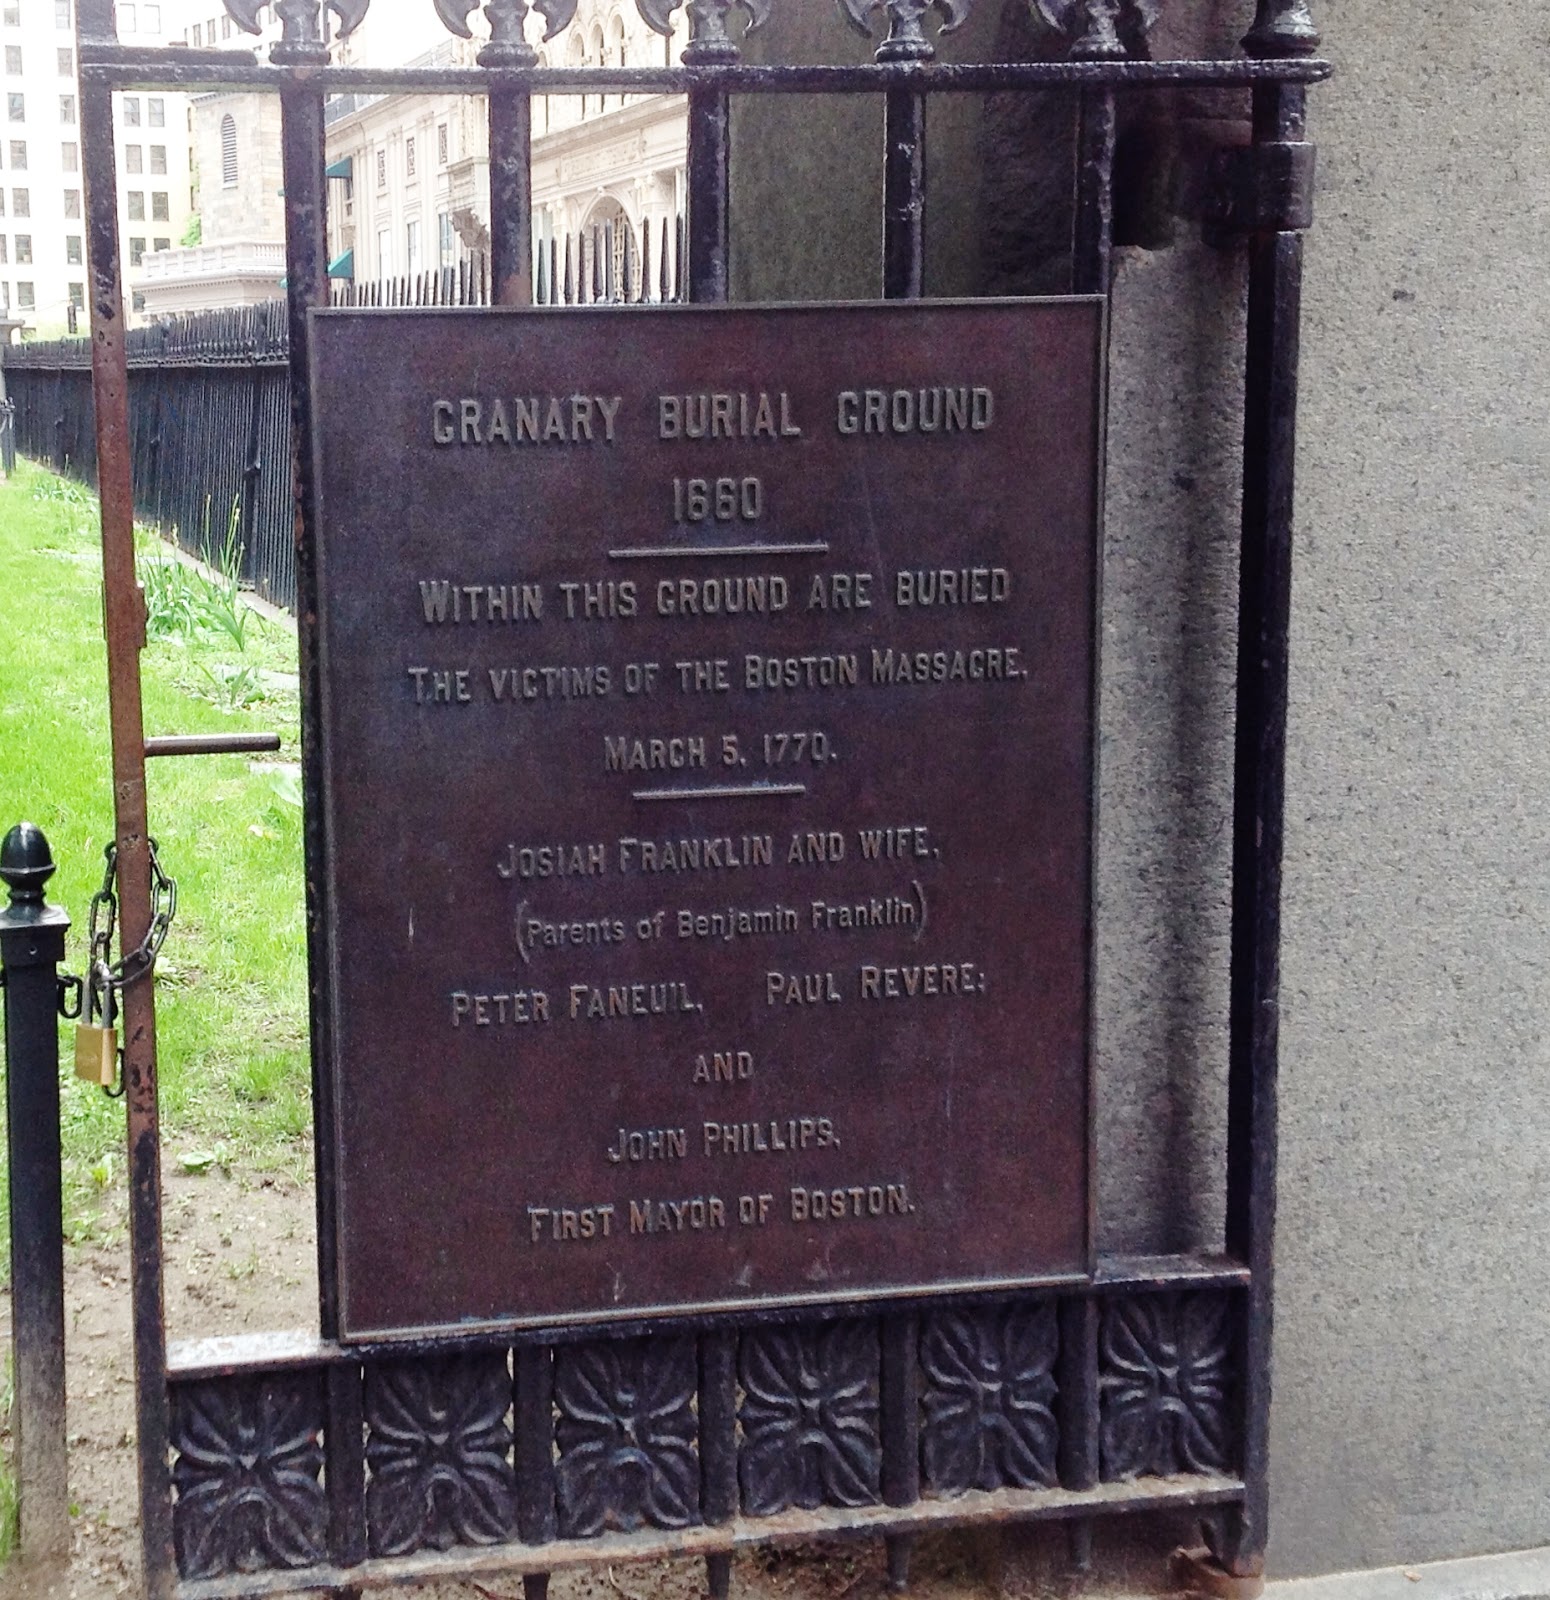 GRANARY BURIAL GROUND
1660
WITHIN THIS GROUND ARE BURIED
THE VICTIMS OF THE BOSTON MASSACRE,
MARCH 5, 1770.
JOSIAH FRANKLIN AND WIFE,
(Parents of Benjamin Franklin)
PETER FANEUIL, PAUL REVERE;
AND
JOHN PHILLIPS,
FIRST MAYOR OF BOSTON.